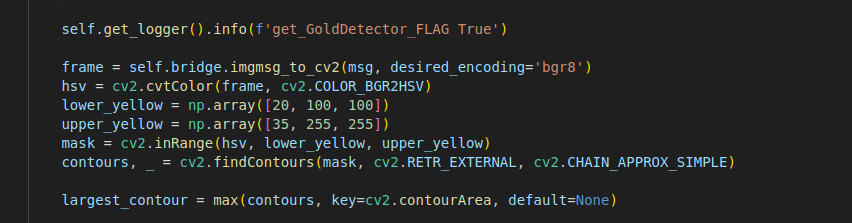 self.get_logger().info(f'get_GoldDetector_FLAG True')
frame = self.bridge.imgmsg_to_cv2(msg, desired_encoding='bgr8')
hsv = cv2.cvtColor(frame, cv2.COLOR_BGR2HSV)
lower_yellow = np.array([20, 100, 100])
upper_yellow = np.array([35, 255, 255])
mask = cv2.inRange(hsv, lower_yellow, upper_yellow)
contours, _ = cv2.findContours(mask, cv2.RETR_EXTERNAL, cv2.CHAIN_APPROX_SIMPLE)
largest_contour = max(contours, key=cv2.contourArea, default=None)